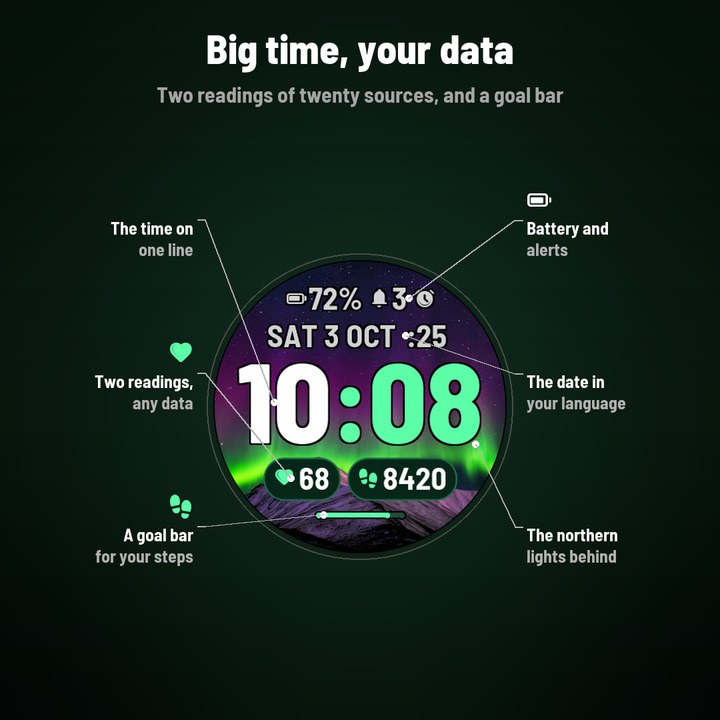 Big time, your data
Two readings of twenty sources, and a goal bar
The time on
one line
Battery and
alerts
72% 3
SAT 3 OCT :25
10:08
Two readings,
any data
The date in
your language
68 8420
A goal bar
for your steps
The northern
lights behind